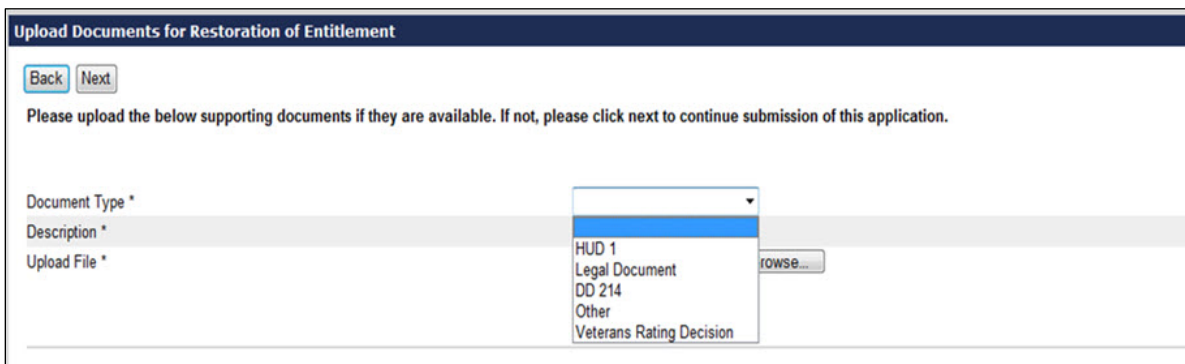 Upload Documents for Restoration of Entitlement
Back Next
Please upload the below supporting documents if they are available. If not, please click next to continue submission of this application.
Document Type *
Description *
Upload File *
HUD 1
Legal Document
DD 214
Other
Veterans Rating Decision
rowse...